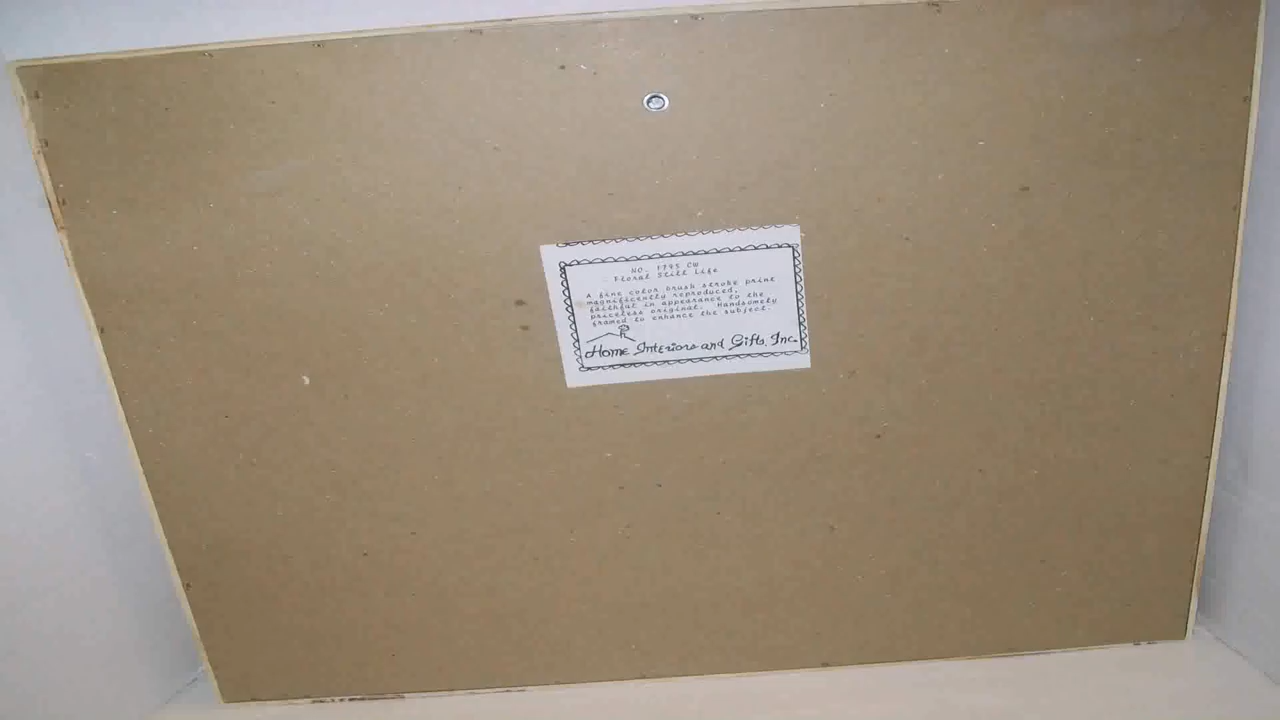 NO. F795 CW
Floral Still Life
A fine color brush stroke print
magnificently reproduced,
faithful in appearance to the
priceless original. Handsomely
framed to enhance the subject.
Home Interiors and Gifts, Inc.